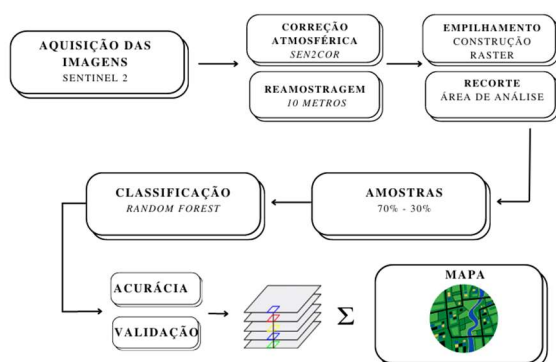 AQUISIÇÃO DAS
IMAGENS
SENTINEL 2
CORREÇÃO
ATMOSFÉRICA
SEN2COR
REAMOSTRAGEM
10 METROS
EMPILHAMENTO
CONSTRUÇÃO
RASTER
RECORTE
ÁREA DE ANÁLISE
AMOSTRAS
70% - 30%
CLASSIFICAÇÃO
RANDOM FOREST
ACURÁCIA
VALIDAÇÃO
Σ
MAPA